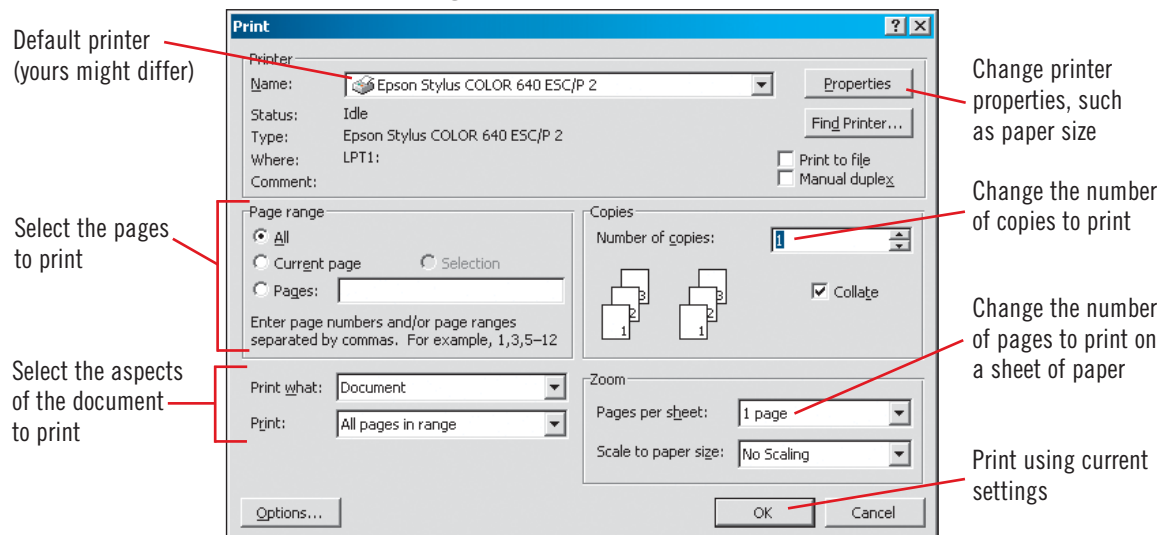 Print
Default printer
(yours might differ)
Printer
Name:
Epson Stylus COLOR 640 ESC/P 2
Properties
Status:
Idle
Find Printer...
Type:
Epson Stylus COLOR 640 ESC/P 2
Where:
LPT1:
Print to file
Comment:
Manual duplex
Change printer
properties, such
as paper size
Select the pages
to print
Page range
All
Current page
Selection
Pages:
Enter page numbers and/or page ranges
separated by commas. For example, 1,3,5–12
Copies
Number of copies:
1
3
2
1
3
2
1
Collate
Change the number
of copies to print
Select the aspects
of the document
to print
Print what:
Document
Print:
All pages in range
Zoom
Pages per sheet:
1 page
Scale to paper size:
No Scaling
Change the number
of pages to print on
a sheet of paper
Options...
OK
Cancel
Print using current
settings